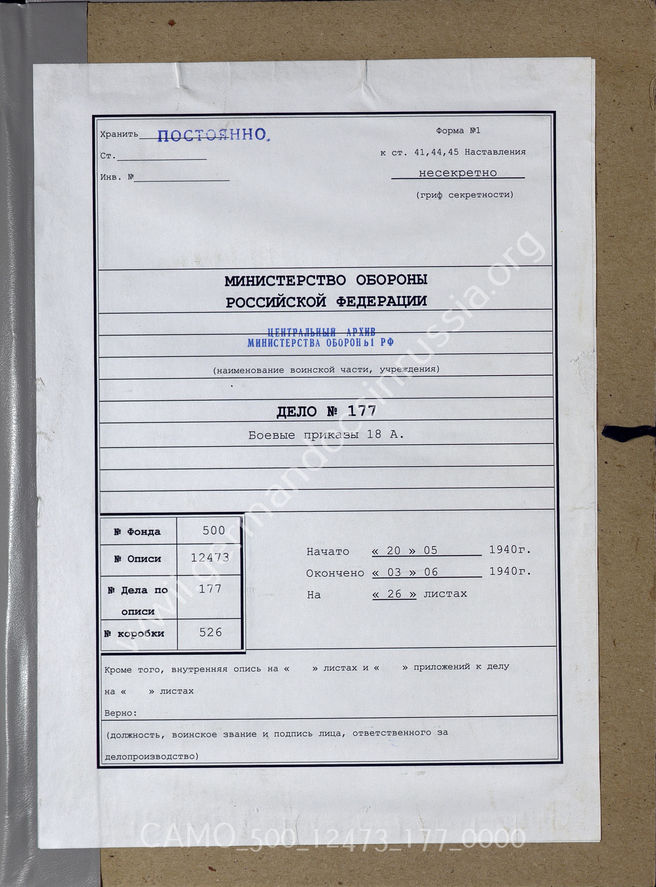 Хранить ПОСТОЯННО.
Форма №1
Ст.
к ст. 41,44,45 Наставления
Инв. №
несекретно
(гриф секретности)
МИНИСТЕРСТВО ОБОРОНЫ
РОССИЙСКОЙ ФЕДЕРАЦИИ
ЦЕНТРАЛЬНЫЙ АРХИВ
МИНИСТЕРСТВА ОБОРОНЫ РФ
(наименование воинской части, учреждения)
ДЕЛО № 177
Боевые приказы 18 А.
№ Фонда 500
№ Описи 12473
№ Дела по описи 177
№ коробки 526
Начато « 20 » 05 1940г.
Окончено « 03 » 06 1940г.
На « 26 » листах
Кроме того, внутренняя опись на « » листах и « » приложений к делу
на « » листах
Верно:
(должность, воинское звание и подпись лица, ответственного за
делопроизводство)
www.germandocsinrussia.org
CAMO_500_12473_177_0000